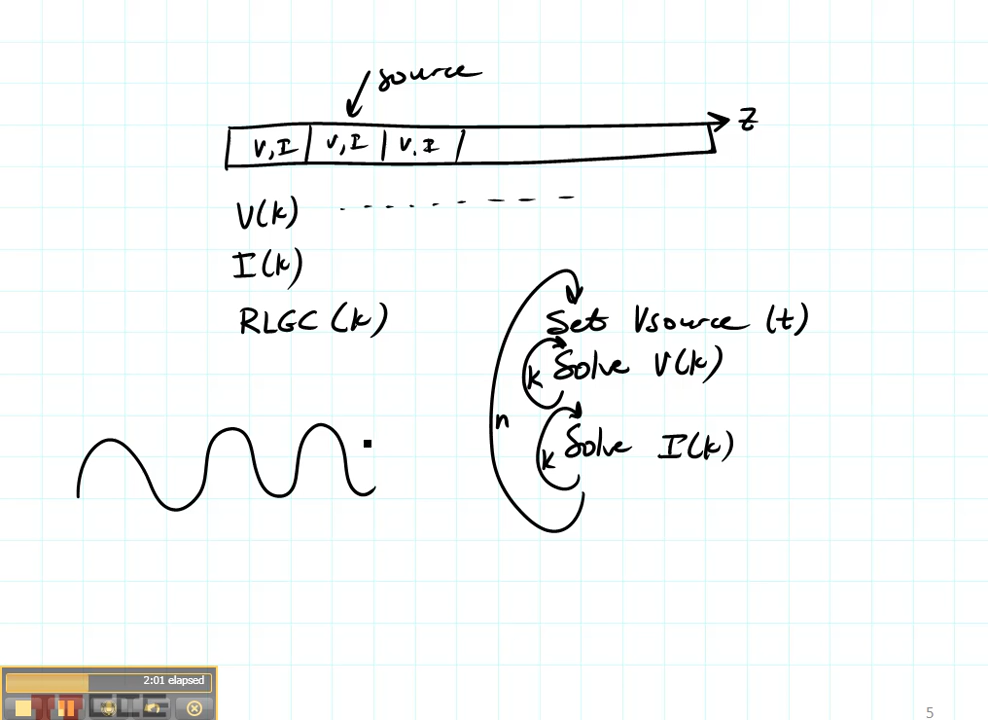 source
z
V,I V,I V,I
V(k)
I(k)
RLGC (k)
Set Vsource (t)
k Solve V(k)
n
k Solve I(k)
2:01 elapsed
5